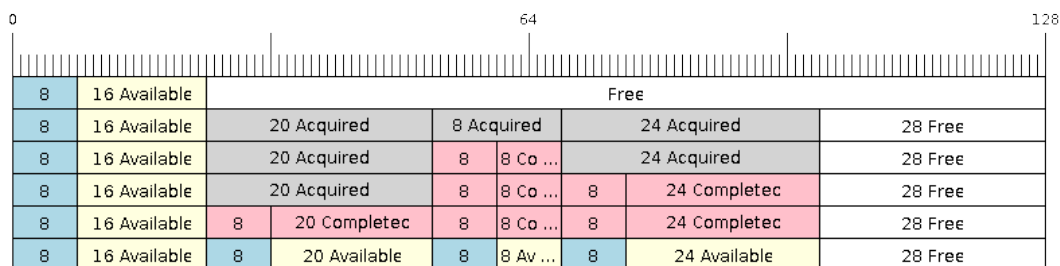 0 64 128
8 16 Available Free
8 16 Available 20 Acquired 8 Acquired 24 Acquired 28 Free
8 16 Available 20 Acquired 8 8 Co ... 24 Acquired 28 Free
8 16 Available 20 Acquired 8 8 Co ... 8 24 Completec 28 Free
8 16 Available 8 20 Completec 8 8 Co ... 8 24 Completec 28 Free
8 16 Available 8 20 Available 8 8 Av ... 8 24 Available 28 Free